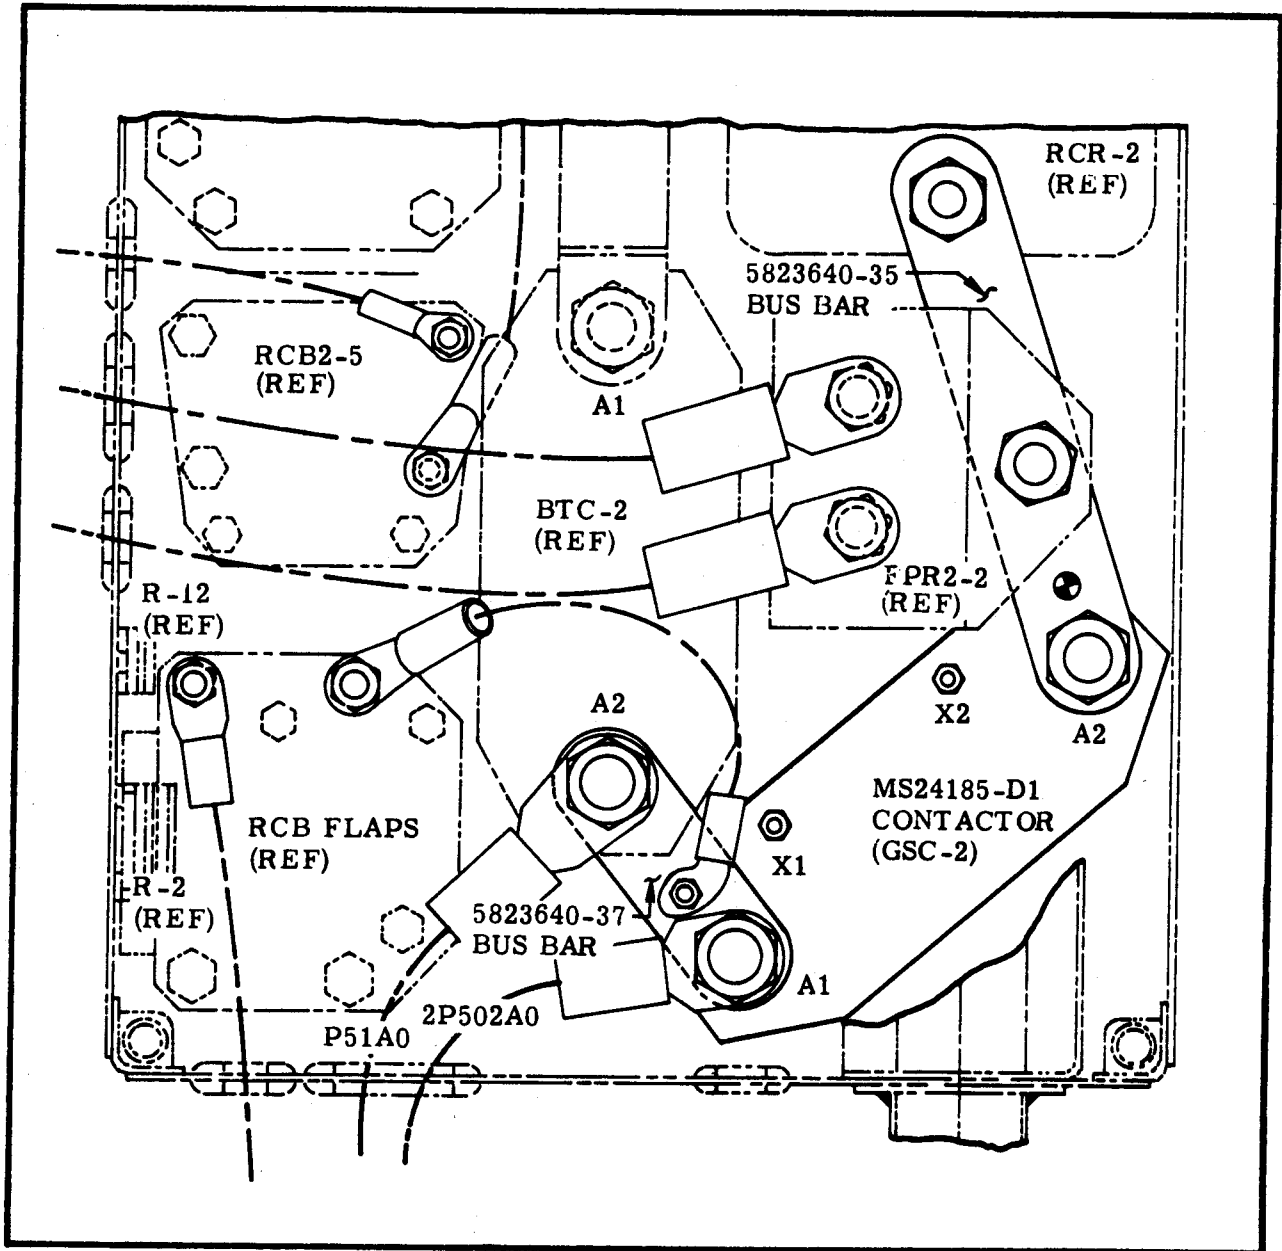 RCR-2
(REF)
5823640-35
BUS BAR
RCB2-5
(REF)
A1
BTC-2
(REF)
FPR2-2
(REF)
R-12
(REF)
X2
A2
A2
MS24185-D1
CONTACTOR
(GSC-2)
RCB FLAPS
(REF)
X1
R-2
(REF)
5823640-37
BUS BAR
A1
2P502A0
P51A0